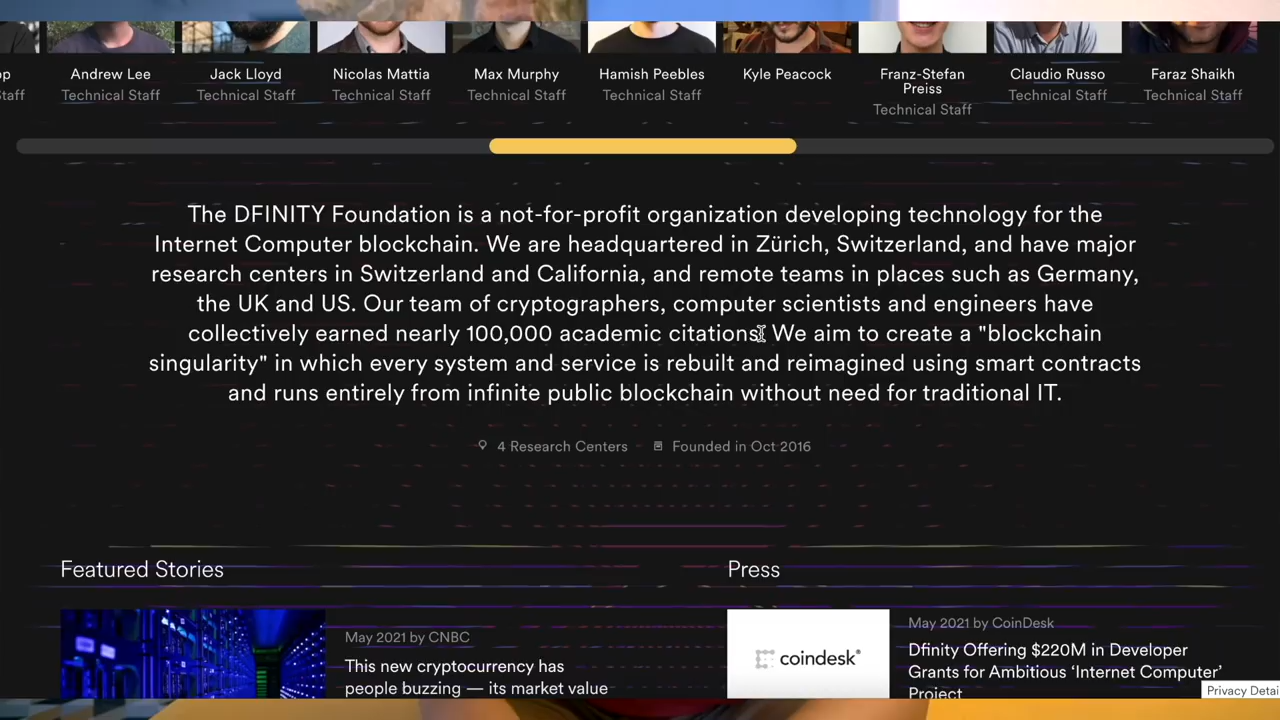 Andrew Lee
Technical Staff
Jack Lloyd
Technical Staff
Nicolas Mattia
Technical Staff
Max Murphy
Technical Staff
Hamish Peebles
Technical Staff
Kyle Peacock
Franz-Stefan
Preiss
Technical Staff
Claudio Russo
Technical Staff
Faraz Shaikh
Technical Staff
The DFINITY Foundation is a not-for-profit organization developing technology for the
Internet Computer blockchain. We are headquartered in Zürich, Switzerland, and have major
research centers in Switzerland and California, and remote teams in places such as Germany,
the UK and US. Our team of cryptographers, computer scientists and engineers have
collectively earned nearly 100,000 academic citations. We aim to create a "blockchain
singularity" in which every system and service is rebuilt and reimagined using smart contracts
and runs entirely from infinite public blockchain without need for traditional IT.
4 Research Centers
Founded in Oct 2016
Featured Stories
May 2021 by CNBC
This new cryptocurrency has
people buzzing — its market value
Press
coindesk
May 2021 by CoinDesk
Dfinity Offering $220M in Developer
Grants for Ambitious ‘Internet Computer’
Project
Privacy Detai